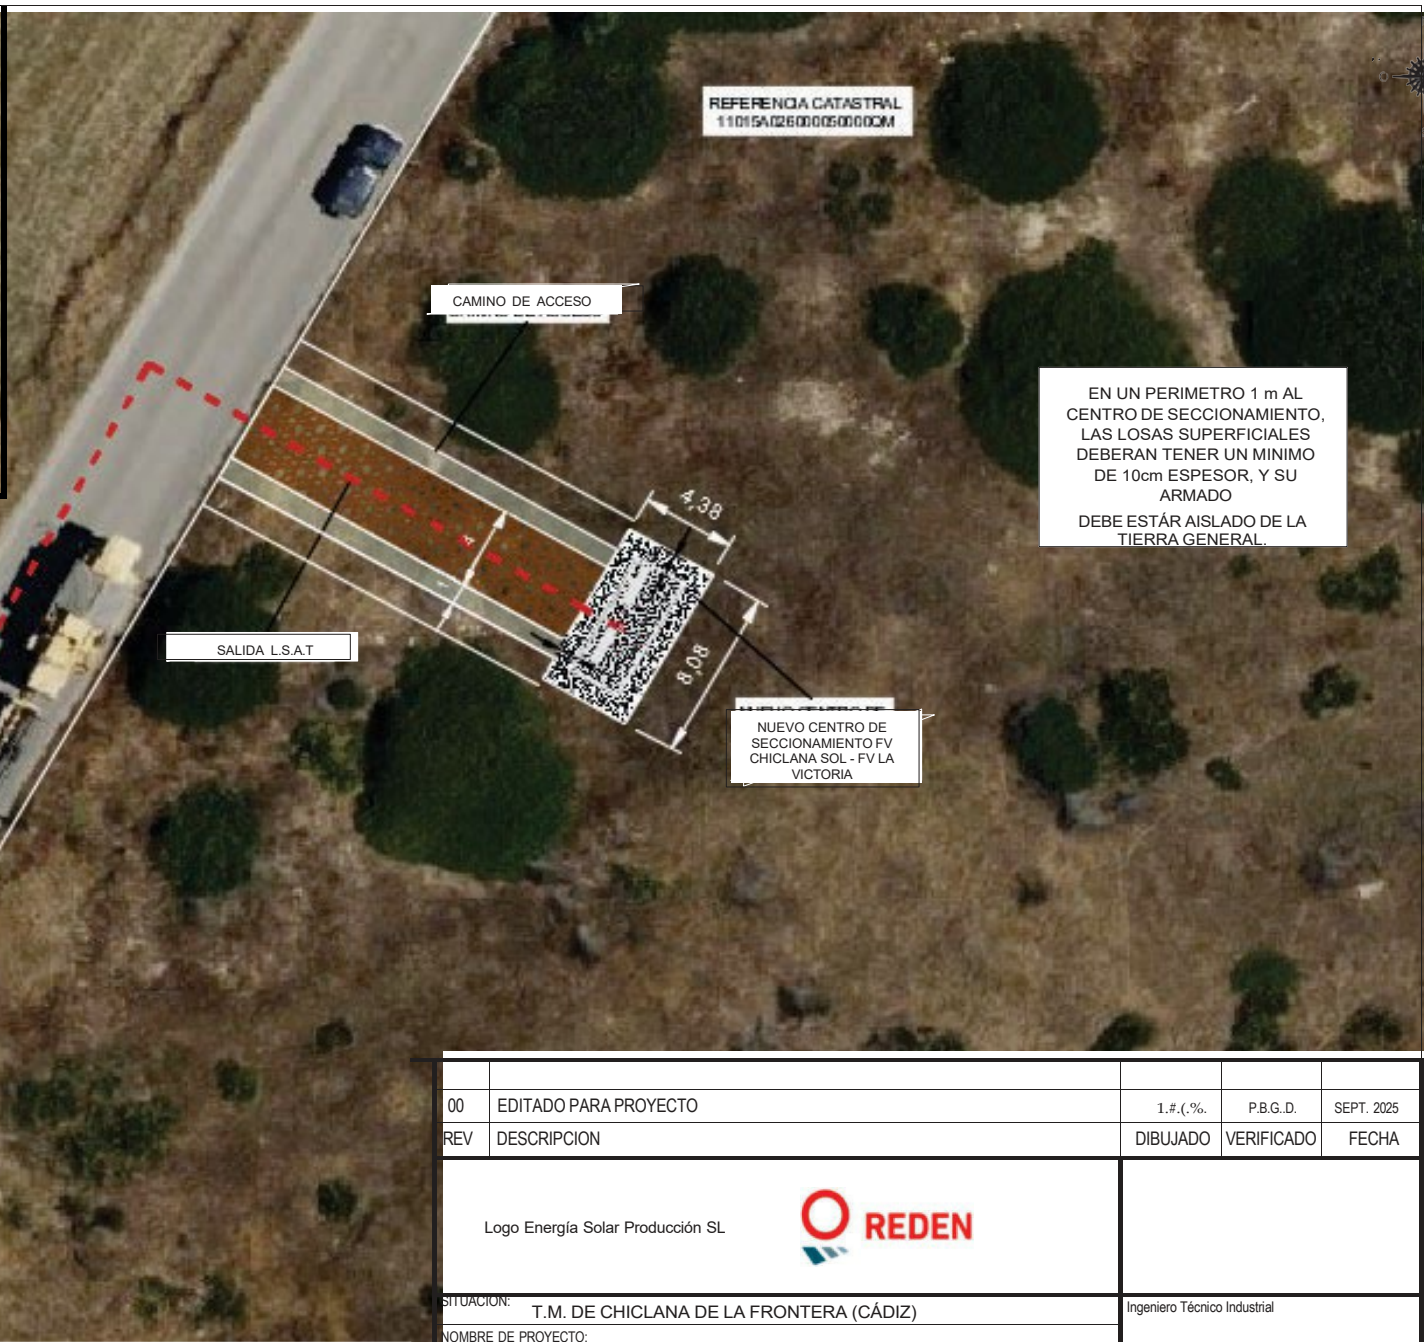 REFERENCIA CATASTRAL
11015A026000050000QM
CAMINO DE ACCESO
EN UN PERIMETRO 1 m AL
CENTRO DE SECCIONAMIENTO,
LAS LOSAS SUPERFICIALES
DEBERAN TENER UN MINIMO
DE 10cm ESPESOR, Y SU
ARMADO
DEBE ESTÁR AISLADO DE LA
TIERRA GENERAL.
4,38
4
1
8,08
SALIDA L.S.A.T
NUEVO CENTRO DE
SECCIONAMIENTO FV
CHICLANA SOL - FV LA
VICTORIA
00 EDITADO PARA PROYECTO 1.#.(.%. P.B.G..D. SEPT. 2025
REV DESCRIPCION DIBUJADO VERIFICADO FECHA
Logo Energía Solar Producción SL
REDEN
SITUACIÓN:
T.M. DE CHICLANA DE LA FRONTERA (CÁDIZ)
Ingeniero Técnico Industrial
NOMBRE DE PROYECTO: